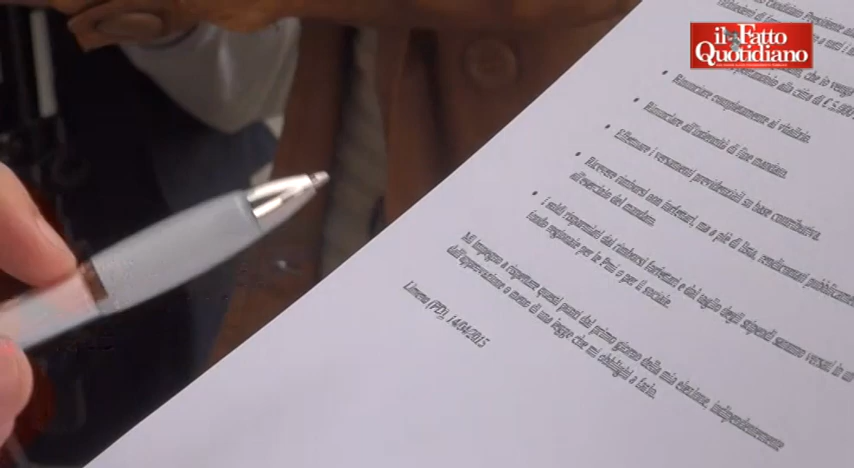 il Fatto
Quotidiano
Candidato Presidente
Rinunciare completamente al vitalizio.
Rinunciare all'indennità di fine mandato.
Effettuare i versamenti previdenziali su base contributiva.
Ricevere rimborsi non forfettari, ma a piè di lista, rendicontati pubblicamente
all'esercizio del mandato.
I soldi risparmiati dai rimborsi forfettari e dal taglio degli stipendi saranno versati in un
fondo regionale per le Pmi o per il sociale.
Mi impegno a rispettare questi punti dal primo giorno della mia elezione, indipendentemente
dall'approvazione o meno di una legge che mi obblighi a farlo.
Limena (PD), 14/04/2015